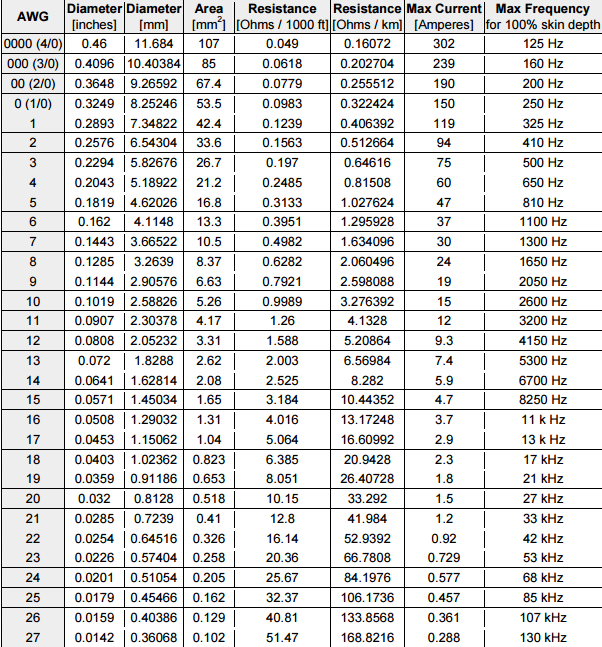 AWG Diameter [inches] Diameter [mm] Area [mm2] Resistance [Ohms / 1000 ft] Resistance [Ohms / km] Max Current [Amperes] Max Frequency for 100% skin depth
0000 (4/0) 0.46 11.684 107 0.049 0.16072 302 125 Hz
000 (3/0) 0.4096 10.40384 85 0.0618 0.202704 239 160 Hz
00 (2/0) 0.3648 9.26592 67.4 0.0779 0.255512 190 200 Hz
0 (1/0) 0.3249 8.25246 53.5 0.0983 0.322424 150 250 Hz
1 0.2893 7.34822 42.4 0.1239 0.406392 119 325 Hz
2 0.2576 6.54304 33.6 0.1563 0.512664 94 410 Hz
3 0.2294 5.82676 26.7 0.197 0.64616 75 500 Hz
4 0.2043 5.18922 21.2 0.2485 0.81508 60 650 Hz
5 0.1819 4.62026 16.8 0.3133 1.027624 47 810 Hz
6 0.162 4.1148 13.3 0.3951 1.295928 37 1100 Hz
7 0.1443 3.66522 10.5 0.4982 1.634096 30 1300 Hz
8 0.1285 3.2639 8.37 0.6282 2.060496 24 1650 Hz
9 0.1144 2.90576 6.63 0.7921 2.598088 19 2050 Hz
10 0.1019 2.58826 5.26 0.9989 3.276392 15 2600 Hz
11 0.0907 2.30378 4.17 1.26 4.1328 12 3200 Hz
12 0.0808 2.05232 3.31 1.588 5.20864 9.3 4150 Hz
13 0.072 1.8288 2.62 2.003 6.56984 7.4 5300 Hz
14 0.0641 1.62814 2.08 2.525 8.282 5.9 6700 Hz
15 0.0571 1.45034 1.65 3.184 10.44352 4.7 8250 Hz
16 0.0508 1.29032 1.31 4.016 13.17248 3.7 11 k Hz
17 0.0453 1.15062 1.04 5.064 16.60992 2.9 13 k Hz
18 0.0403 1.02362 0.823 6.385 20.9428 2.3 17 kHz
19 0.0359 0.91186 0.653 8.051 26.40728 1.8 21 kHz
20 0.032 0.8128 0.518 10.15 33.292 1.5 27 kHz
21 0.0285 0.7239 0.41 12.8 41.984 1.2 33 kHz
22 0.0254 0.64516 0.326 16.14 52.9392 0.92 42 kHz
23 0.0226 0.57404 0.258 20.36 66.7808 0.729 53 kHz
24 0.0201 0.51054 0.205 25.67 84.1976 0.577 68 kHz
25 0.0179 0.45466 0.162 32.37 106.1736 0.457 85 kHz
26 0.0159 0.40386 0.129 40.81 133.8568 0.361 107 kHz
27 0.0142 0.36068 0.102 51.47 168.8216 0.288 130 kHz